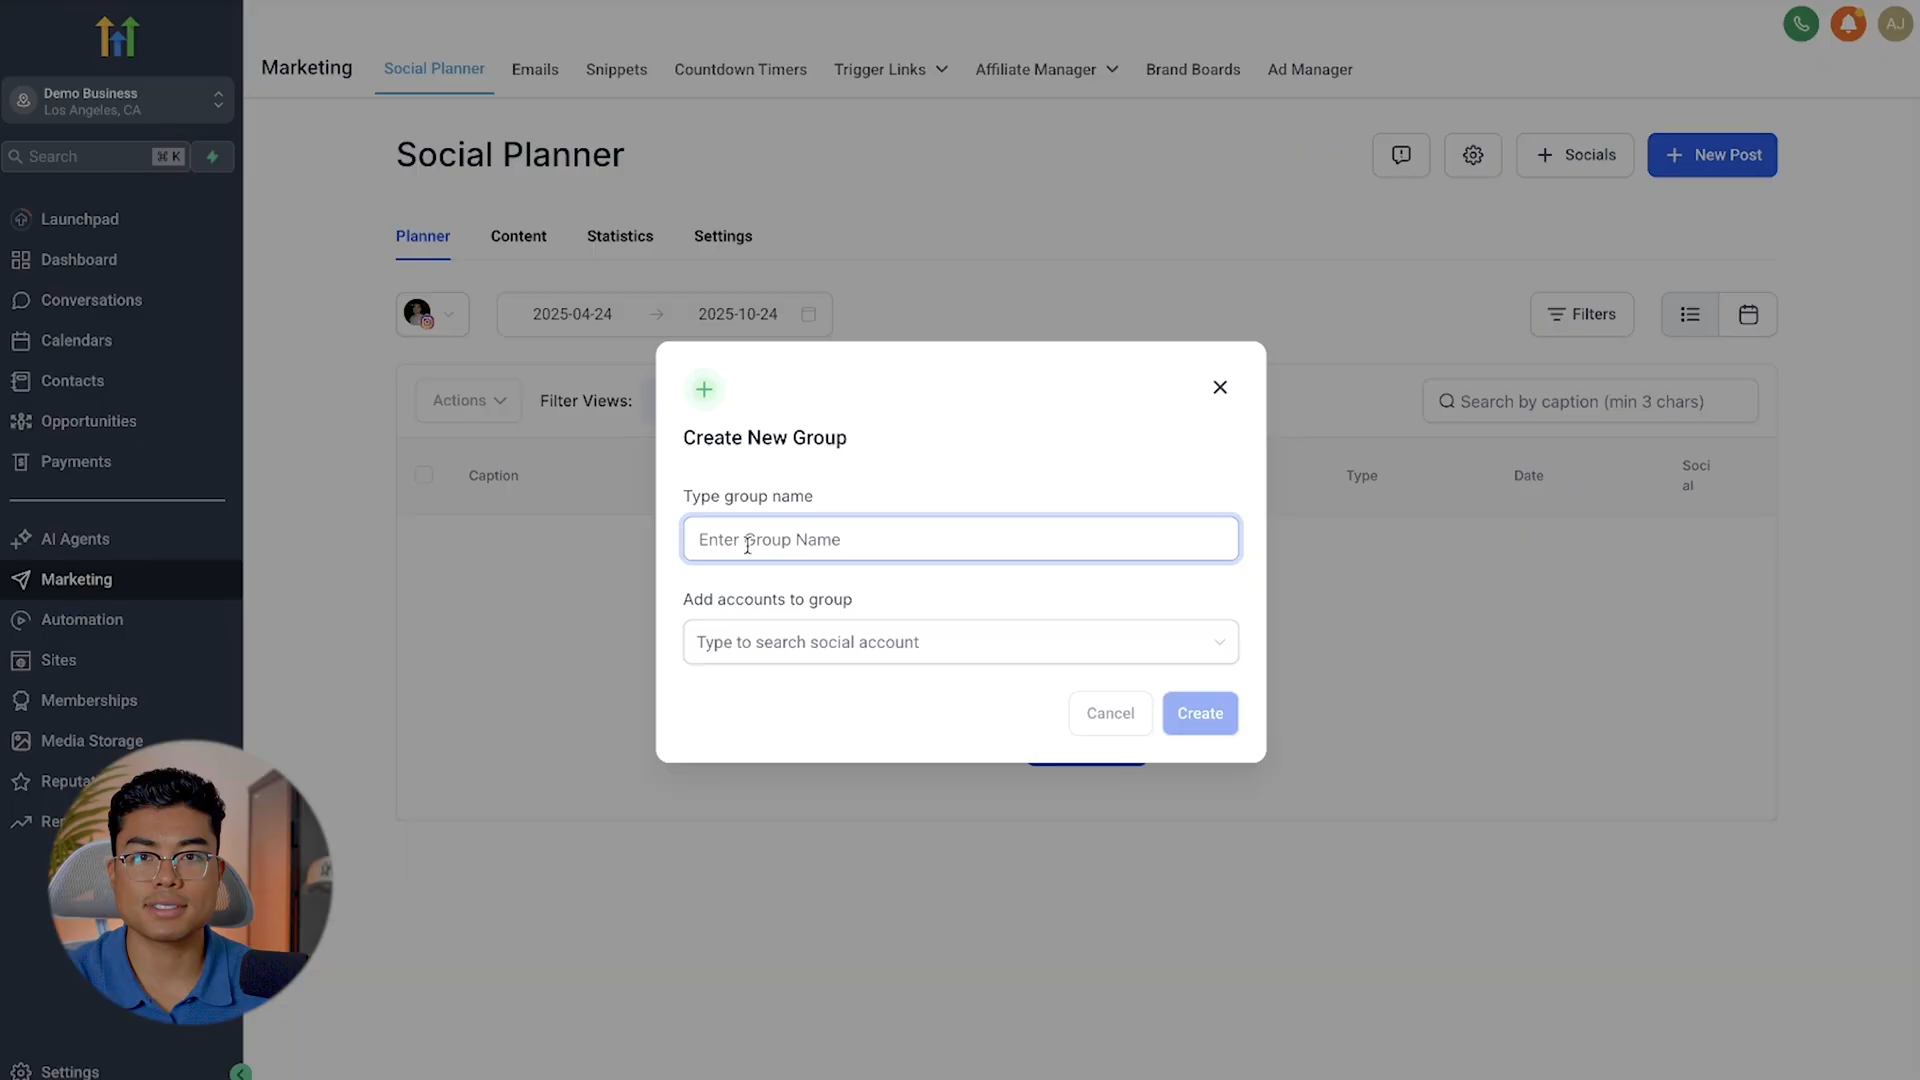 Demo Business
Los Angeles, CA
Search
⌘ K
Launchpad
Dashboard
Conversations
Calendars
Contacts
Opportunities
Payments
AI Agents
Marketing
Automation
Sites
Memberships
Media Storage
Settings
Marketing
Social Planner
Emails
Snippets
Countdown Timers
Trigger Links
Affiliate Manager
Brand Boards
Ad Manager
AJ
Social Planner
+ Socials
+ New Post
Planner
Content
Statistics
Settings
2025-04-24 → 2025-10-24
Filters
Actions
Filter Views:
Search by caption (min 3 chars)
Caption
Type
Date
Soci
al
Create New Group
Type group name
Enter Group Name
Add accounts to group
Type to search social account
Cancel
Create